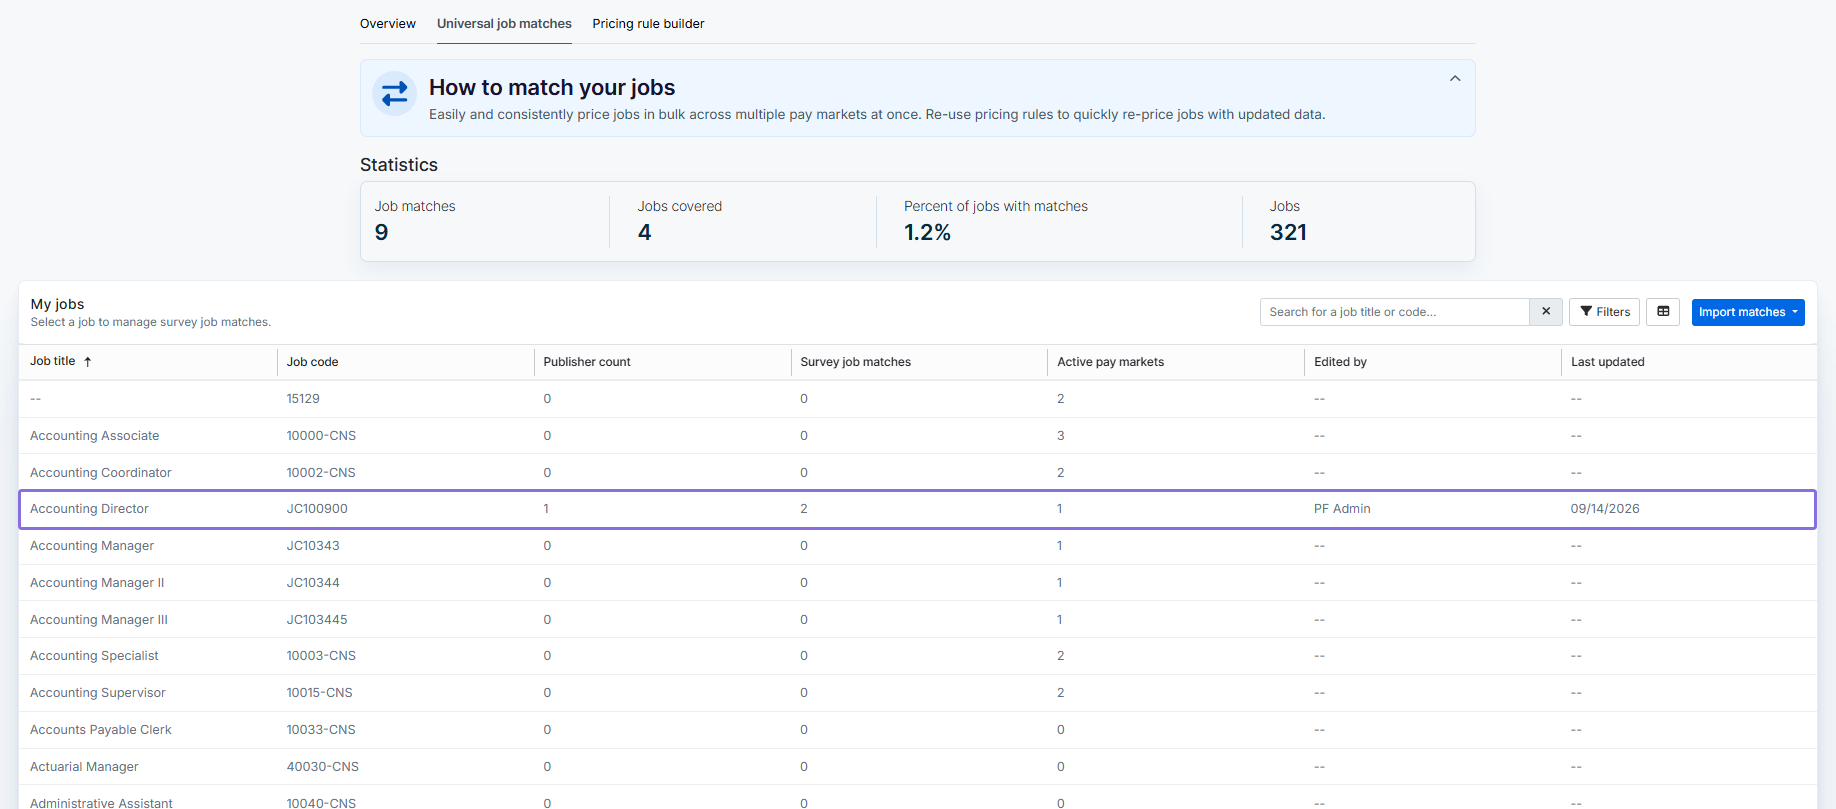 Overview Universal job matches Pricing rule builder
How to match your jobs
Easily and consistently price jobs in bulk across multiple pay markets at once. Re-use pricing rules to quickly re-price jobs with updated data.
Statistics
Job matches Jobs covered Percent of jobs with matches Jobs
9 4 1.2% 321
My jobs
Select a job to manage survey job matches.
Search for a job title or code... Filters Import matches
Job title Job code Publisher count Survey job matches Active pay markets Edited by Last updated
-- 15129 0 0 2 -- --
Accounting Associate 10000-CNS 0 0 3 -- --
Accounting Coordinator 10002-CNS 0 0 2 -- --
Accounting Director JC100900 1 2 1 PF Admin 09/14/2026
Accounting Manager JC10343 0 0 1 -- --
Accounting Manager II JC10344 0 0 1 -- --
Accounting Manager III JC103445 0 0 1 -- --
Accounting Specialist 10003-CNS 0 0 2 -- --
Accounting Supervisor 10015-CNS 0 0 2 -- --
Accounts Payable Clerk 10033-CNS 0 0 0 -- --
Actuarial Manager 40030-CNS 0 0 0 -- --
Administrative Assistant 10040-CNS 0 0 0 -- --